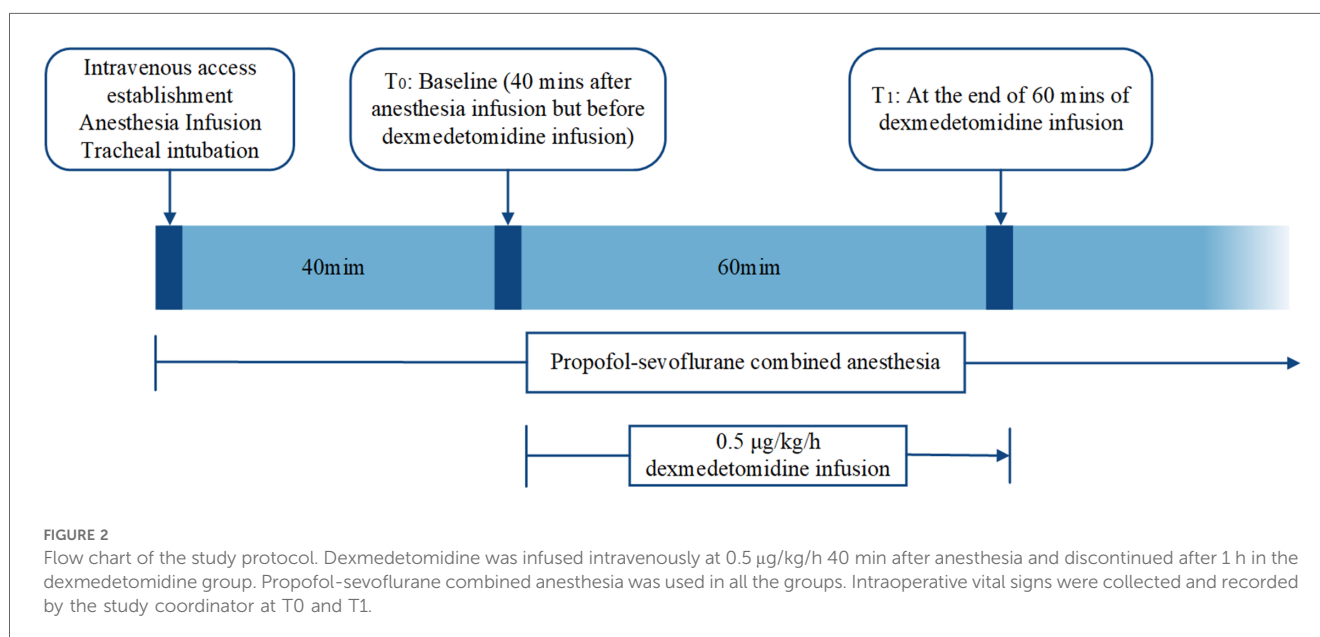 Intravenous access
establishment
Anesthesia Infusion
Tracheal intubation
T0: Baseline (40 mins after
anesthesia infusion but before
dexmedetomidine infusion)
T1: At the end of 60 mins of
dexmedetomidine infusion
40mim
60mim
Propofol-sevoflurane combined anesthesia
0.5 μg/kg/h
dexmedetomidine infusion
FIGURE 2
Flow chart of the study protocol. Dexmedetomidine was infused intravenously at 0.5 μg/kg/h 40 min after anesthesia and discontinued after 1 h in the
dexmedetomidine group. Propofol-sevoflurane combined anesthesia was used in all the groups. Intraoperative vital signs were collected and recorded
by the study coordinator at T0 and T1.